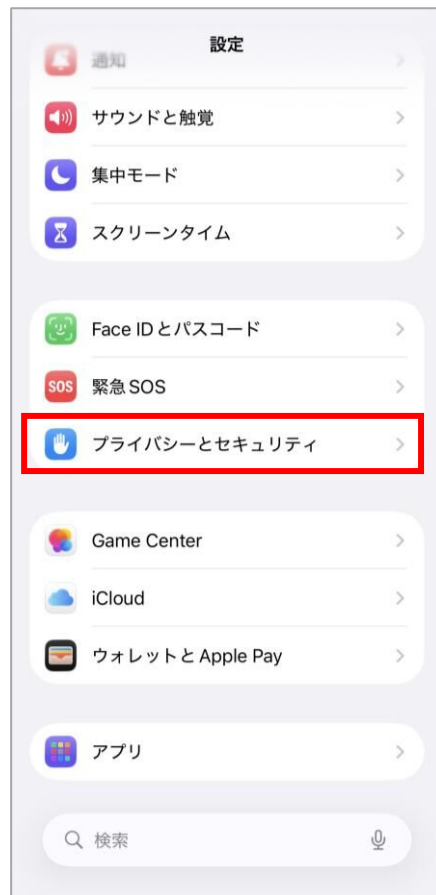 設定
通知
サウンドと触覚
集中モード
スクリーンタイム
Face IDとパスコード
SOS 緊急SOS
プライバシーとセキュリティ
Game Center
iCloud
ウォレットとApple Pay
アプリ
検索